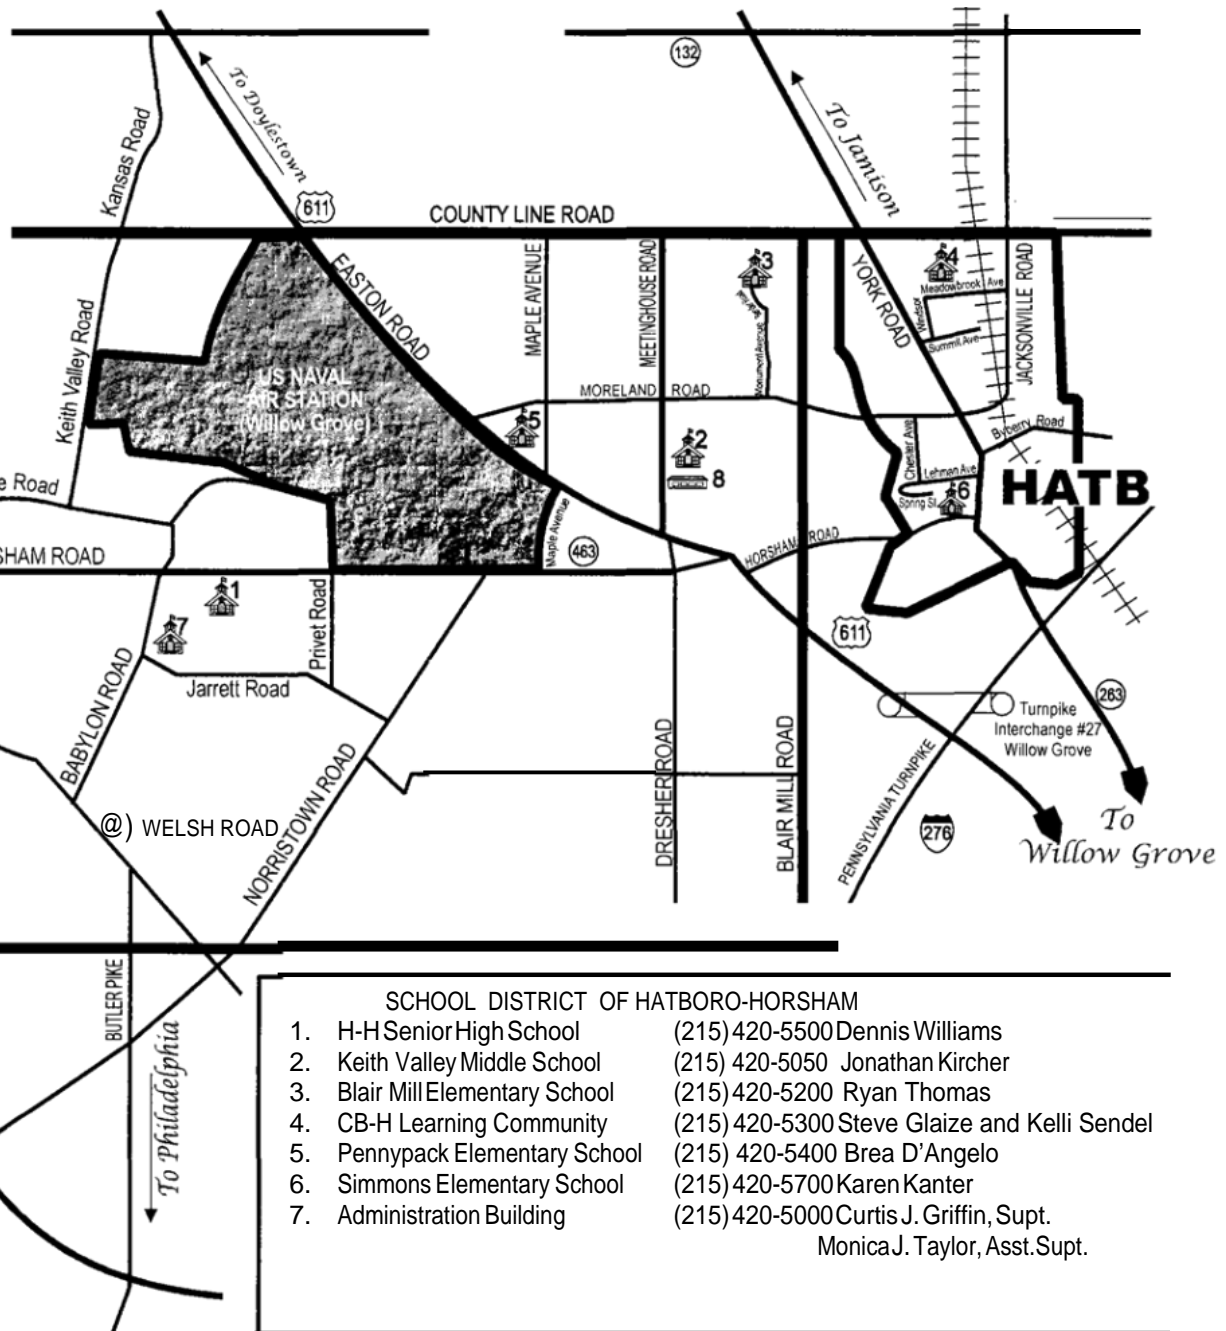 132
To Doylestown
To Jamison
Kansas Road
611
COUNTY LINE ROAD
EASTON ROAD
MAPLE AVENUE
MEETINGHOUSE ROAD
3
YORK ROAD
4
Meadowbrook Ave
Windsor
Summit Ave
JACKSONVILLE ROAD
Keith Valley Road
US NAVAL
AIR STATION
(Willow Grove)
Monument Avenue
MORELAND ROAD
5
2
8
Chester Ave
Byberry Road
Lehman Ave
HATB
6
Spring St.
e Road
Maple Avenue
463
HORSHAM ROAD
SHAM ROAD
1
7
Privet Road
611
Jarrett Road
BABYLON ROAD
263
Turnpike
Interchange #27
Willow Grove
NORRISTOWN ROAD
DRESHER ROAD
BLAIR MILL ROAD
PENNSYLVANIA TURNPIKE
@) WELSH ROAD
276
To
Willow Grove
BUTLER PIKE
To Philadelphia
SCHOOL DISTRICT OF HATBORO-HORSHAM
1. H-H Senior High School (215) 420-5500 Dennis Williams
2. Keith Valley Middle School (215) 420-5050 Jonathan Kircher
3. Blair Mill Elementary School (215) 420-5200 Ryan Thomas
4. CB-H Learning Community (215) 420-5300 Steve Glaize and Kelli Sendel
5. Pennypack Elementary School (215) 420-5400 Brea D'Angelo
6. Simmons Elementary School (215) 420-5700 Karen Kanter
7. Administration Building (215) 420-5000 Curtis J. Griffin, Supt.
Monica J. Taylor, Asst.Supt.